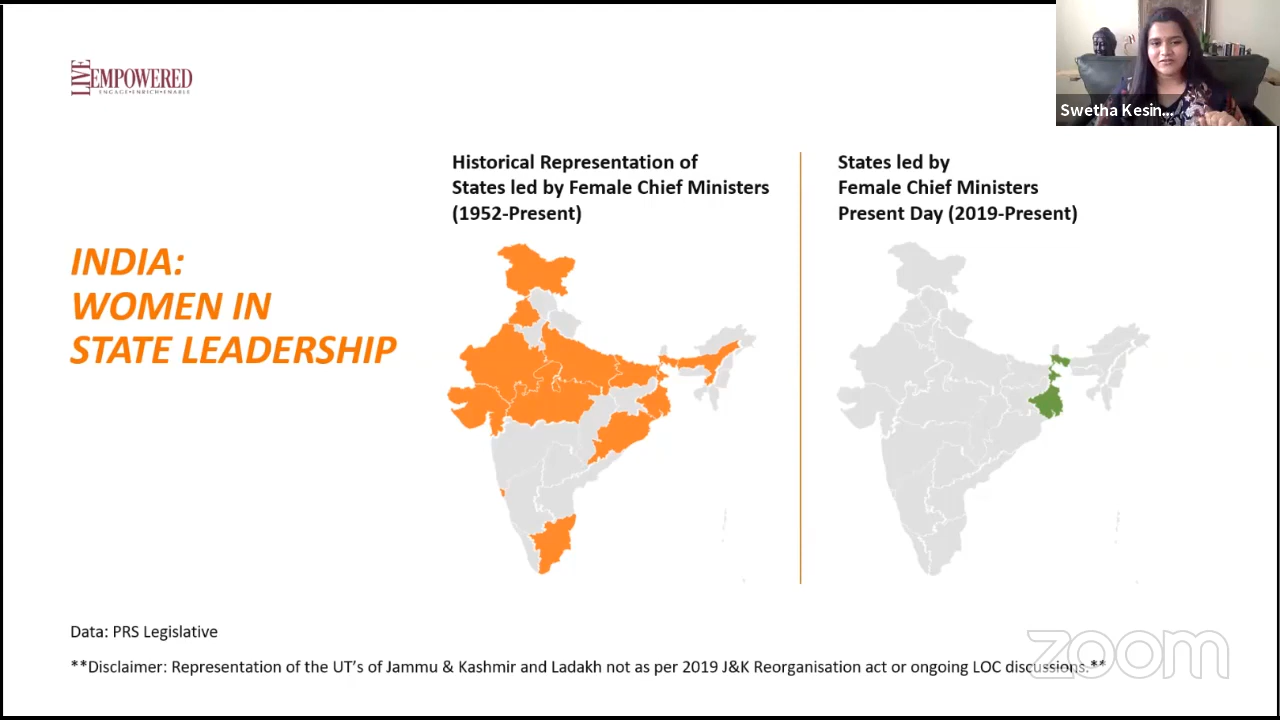 LIVE
EMPOWERED
ENGAGE•ENRICH•ENABLE
Swetha Kesin...
Historical Representation of
States led by Female Chief Ministers
(1952-Present)
States led by
Female Chief Ministers
Present Day (2019-Present)
INDIA:
WOMEN IN
STATE LEADERSHIP
Data: PRS Legislative
**Disclaimer: Representation of the UT’s of Jammu & Kashmir and Ladakh not as per 2019 J&K Reorganisation act or ongoing LOC discussions.**
zoom